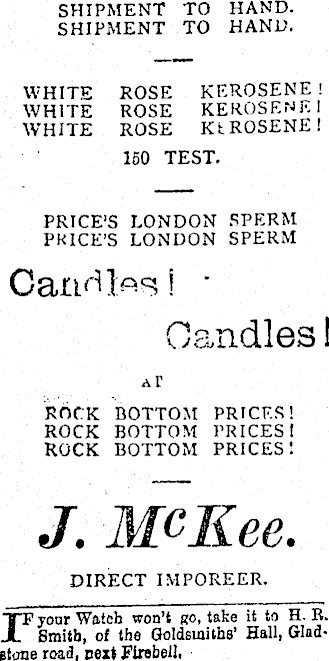 SHIPMENT TO HAND.
SHIPMENT TO HAND.
WHITE ROSE KEROSENE!
WHITE ROSE KEROSENE!
WHITE ROSE KEROSENE!
150 TEST.
PRICE'S LONDON SPERM
PRICE'S LONDON SPERM
Candles!
Candles!
AT
ROCK BOTTOM PRICES!
ROCK BOTTOM PRICES!
ROCK BOTTOM PRICES!
J. McKee.
DIRECT IMPOREER.
IF your Watch won't go, take it to H. R.
Smith, of the Goldsmiths' Hall, Glad-
stone road, next Firebell,